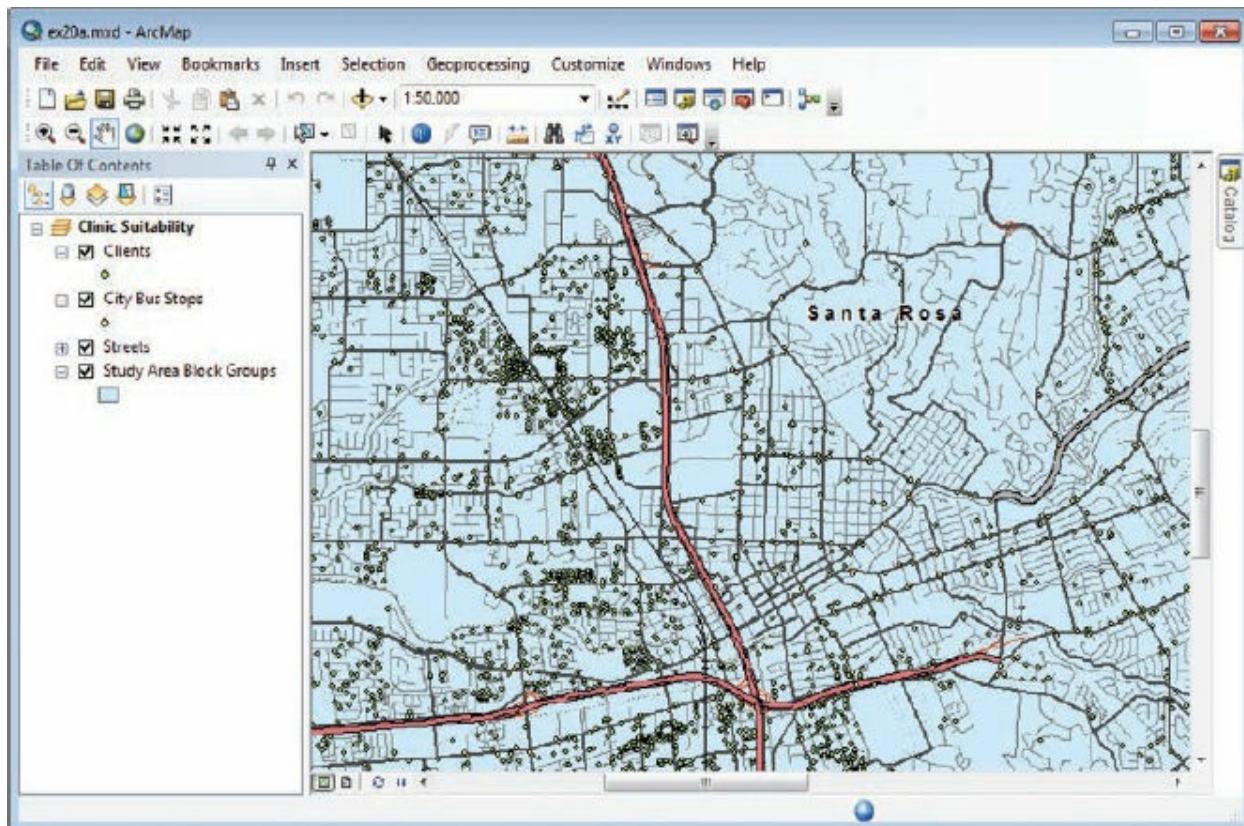 ex20a.mxd - ArcMap
File Edit View Bookmarks Insert Selection Geoprocessing Customize Windows Help
1:50,000
Table Of Contents
Clinic Suitability
Clients
City Bus Stops
Streets
Study Area Block Groups
Santa Rosa
Catalog